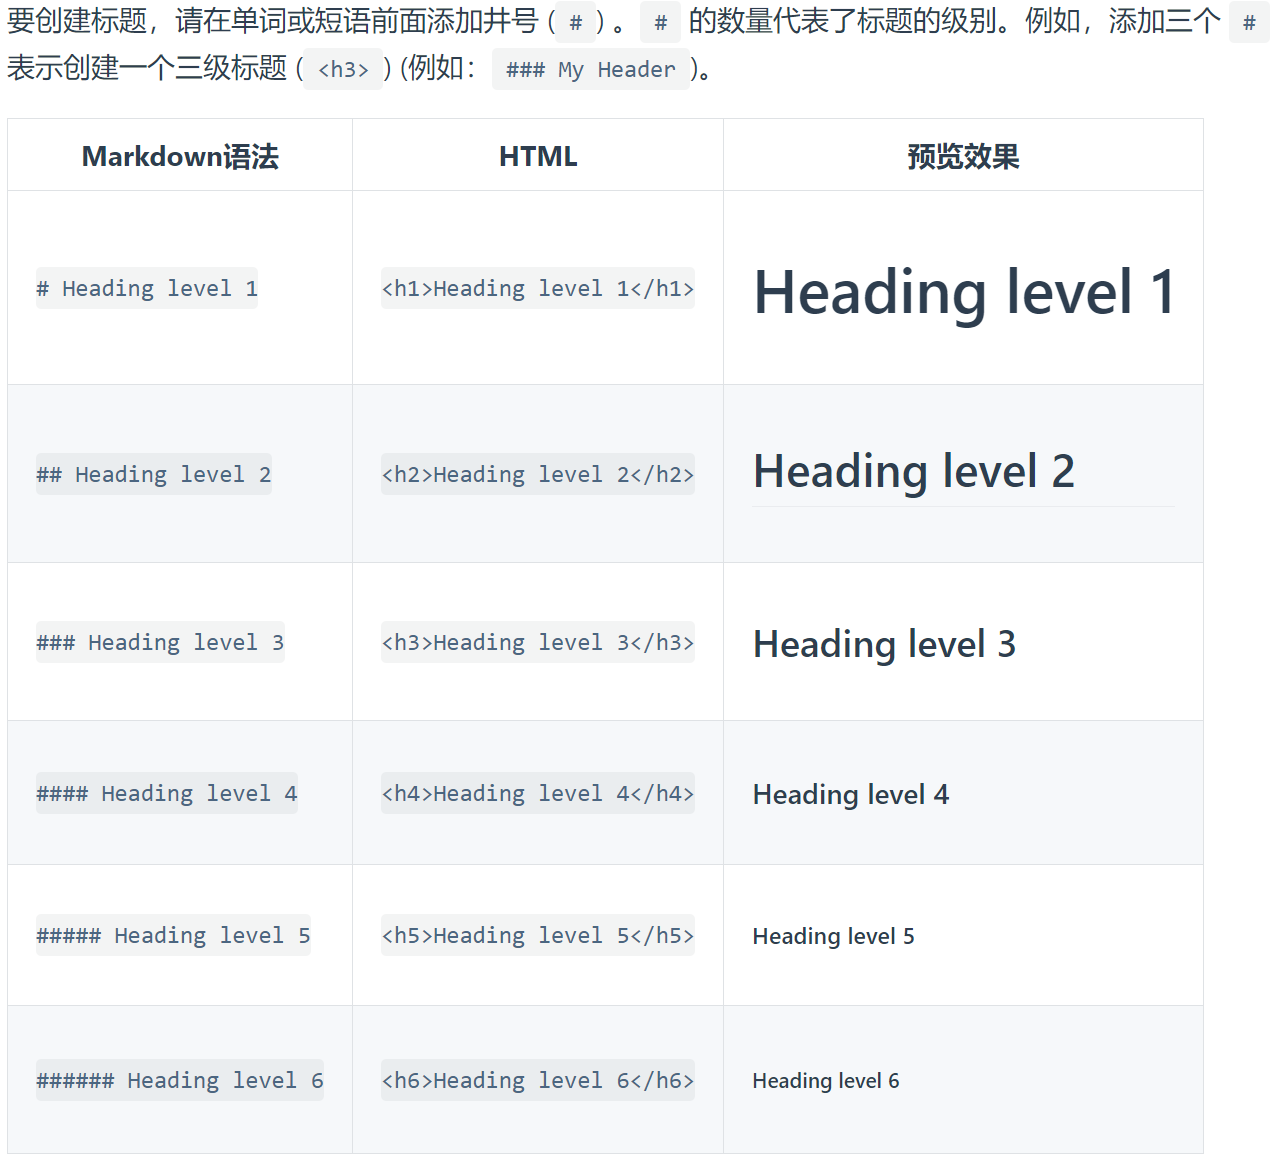 要创建标题，请在单词或短语前面添加井号 ( # ) 。 # 的数量代表了标题的级别。例如，添加三个 #
表示创建一个三级标题 ( <h3> ) (例如： ### My Header )。
Markdown语法 HTML 预览效果
# Heading level 1 <h1>Heading level 1</h1> Heading level 1
## Heading level 2 <h2>Heading level 2</h2> Heading level 2
### Heading level 3 <h3>Heading level 3</h3> Heading level 3
#### Heading level 4 <h4>Heading level 4</h4> Heading level 4
##### Heading level 5 <h5>Heading level 5</h5> Heading level 5
###### Heading level 6 <h6>Heading level 6</h6> Heading level 6